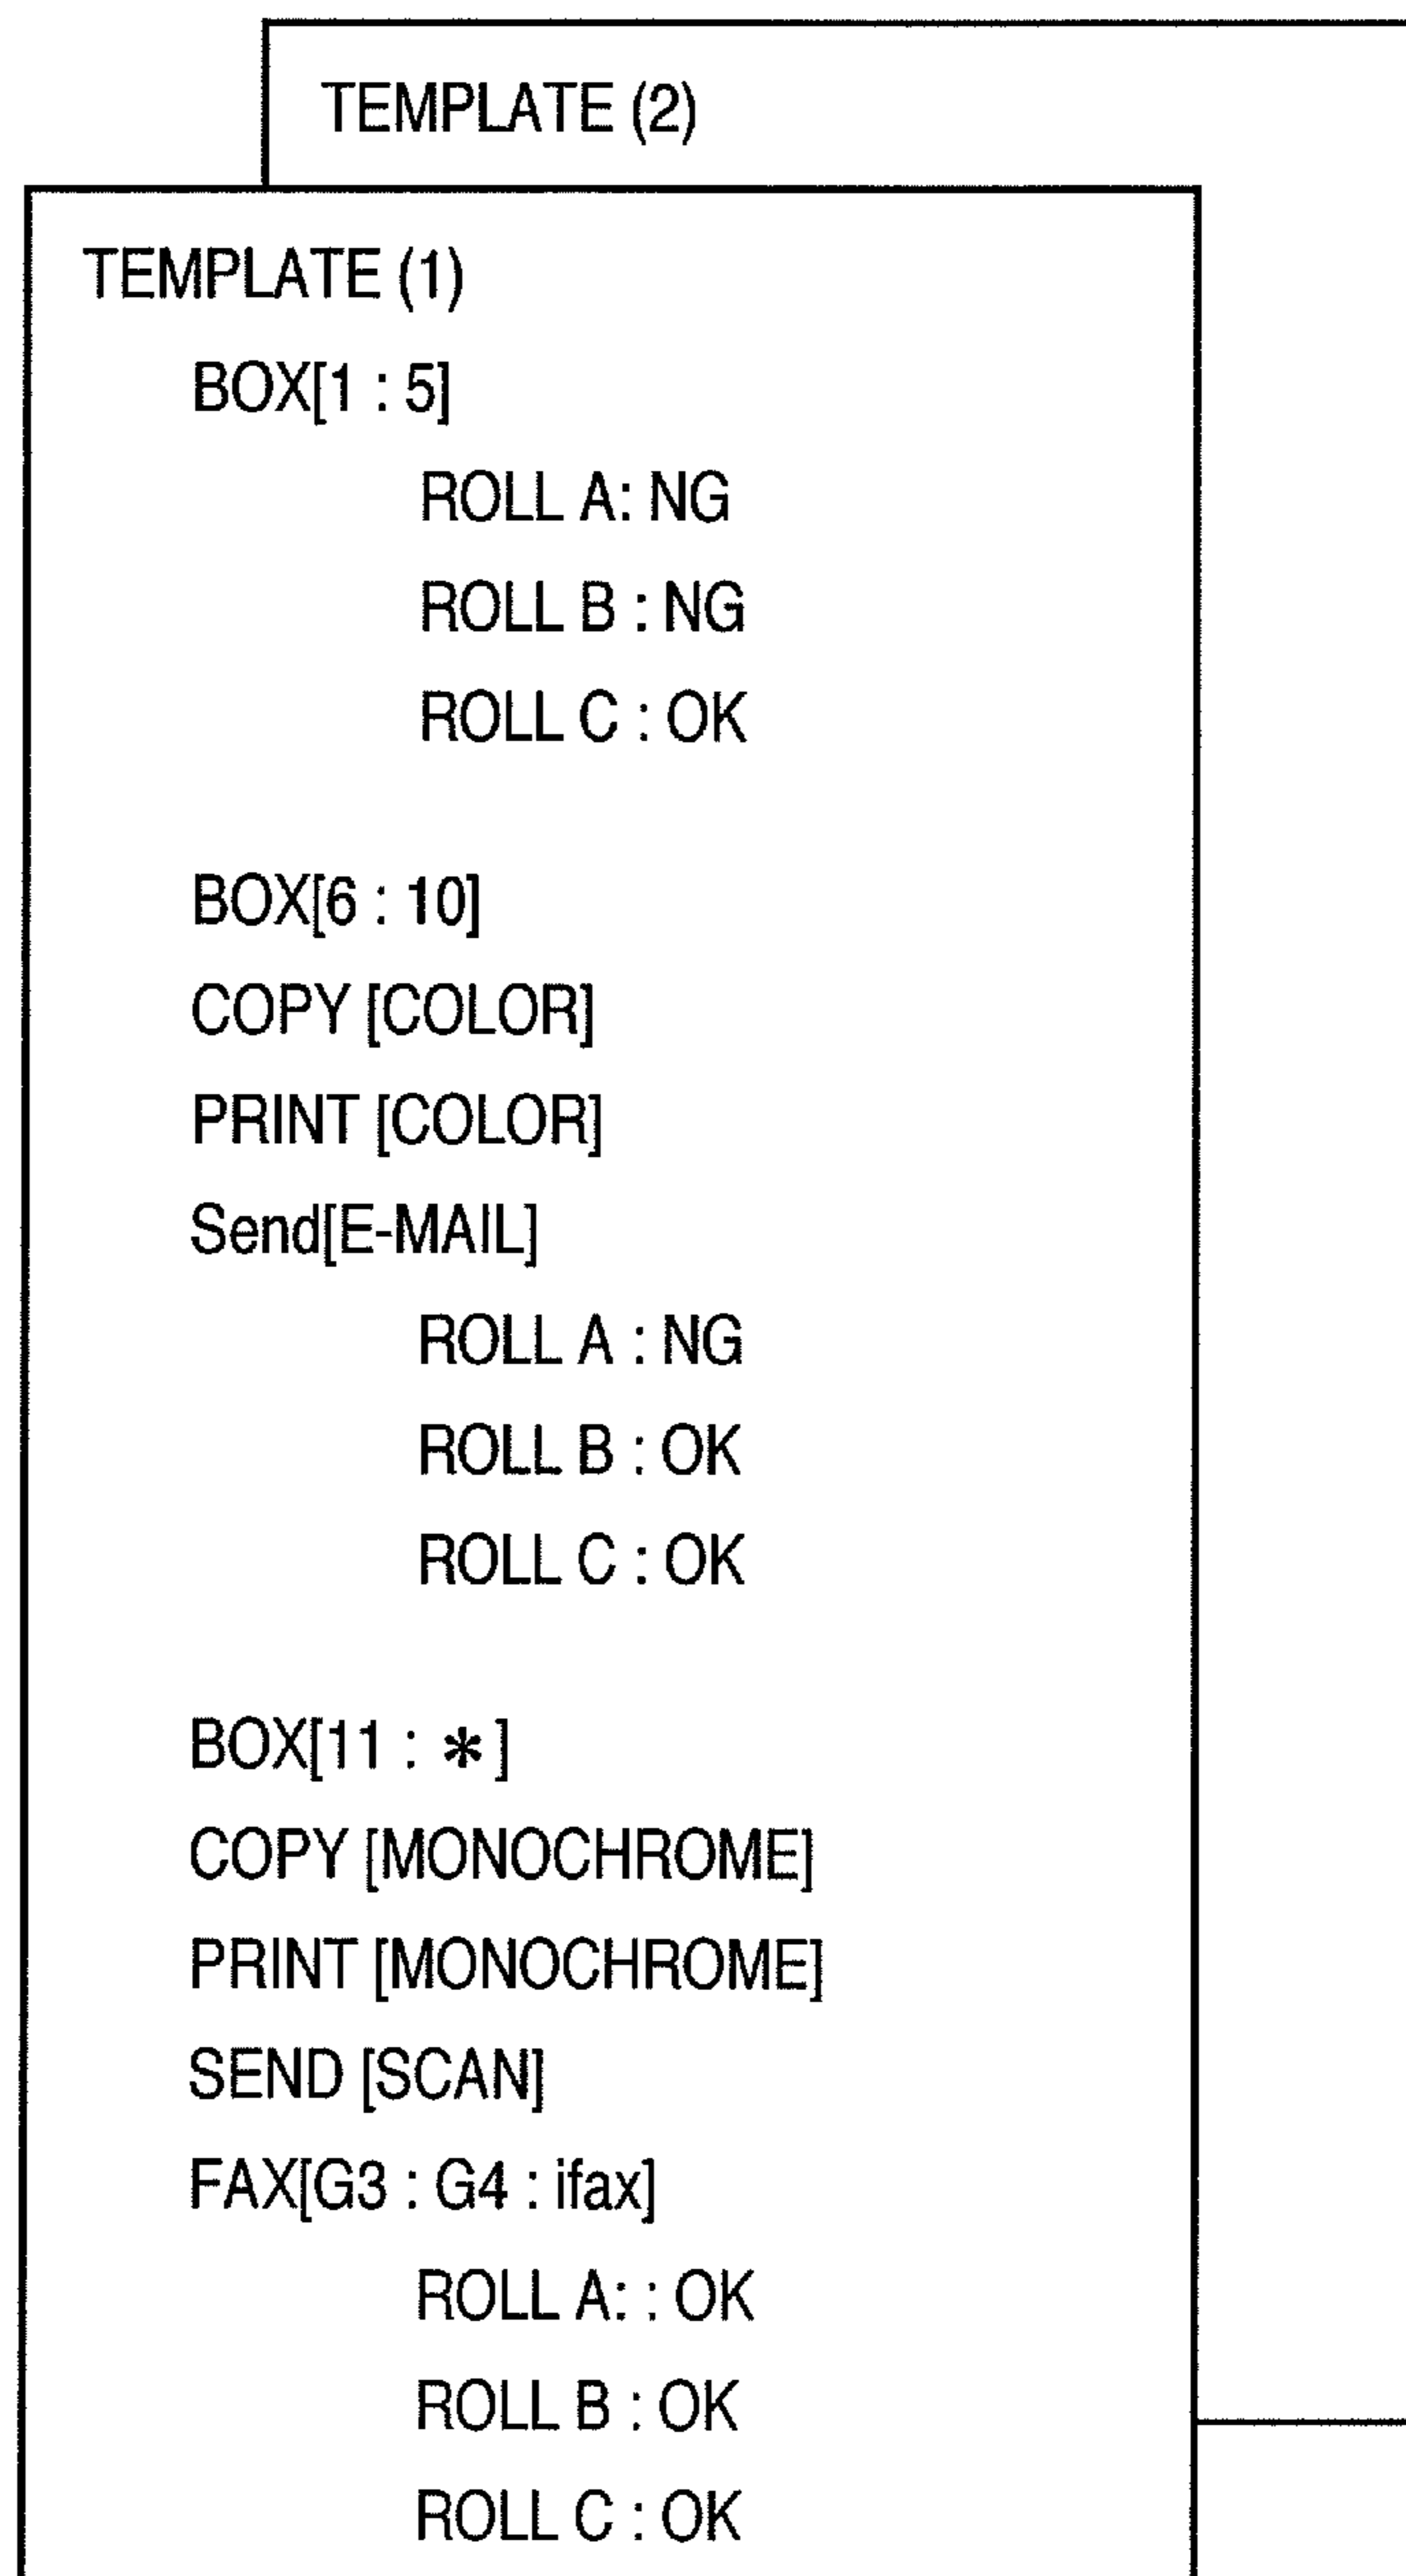 TEMPLATE (2)
TEMPLATE (1)
BOX[1 : 5]
ROLL A: NG
ROLL B : NG
ROLL C : OK
BOX[6 : 10]
COPY [COLOR]
PRINT [COLOR]
Send[E-MAIL]
ROLL A : NG
ROLL B : OK
ROLL C : OK
BOX[11 : * ]
COPY [MONOCHROME]
PRINT [MONOCHROME]
SEND [SCAN]
FAX[G3 : G4 : ifax]
ROLL A: : OK
ROLL B : OK
ROLL C : OK